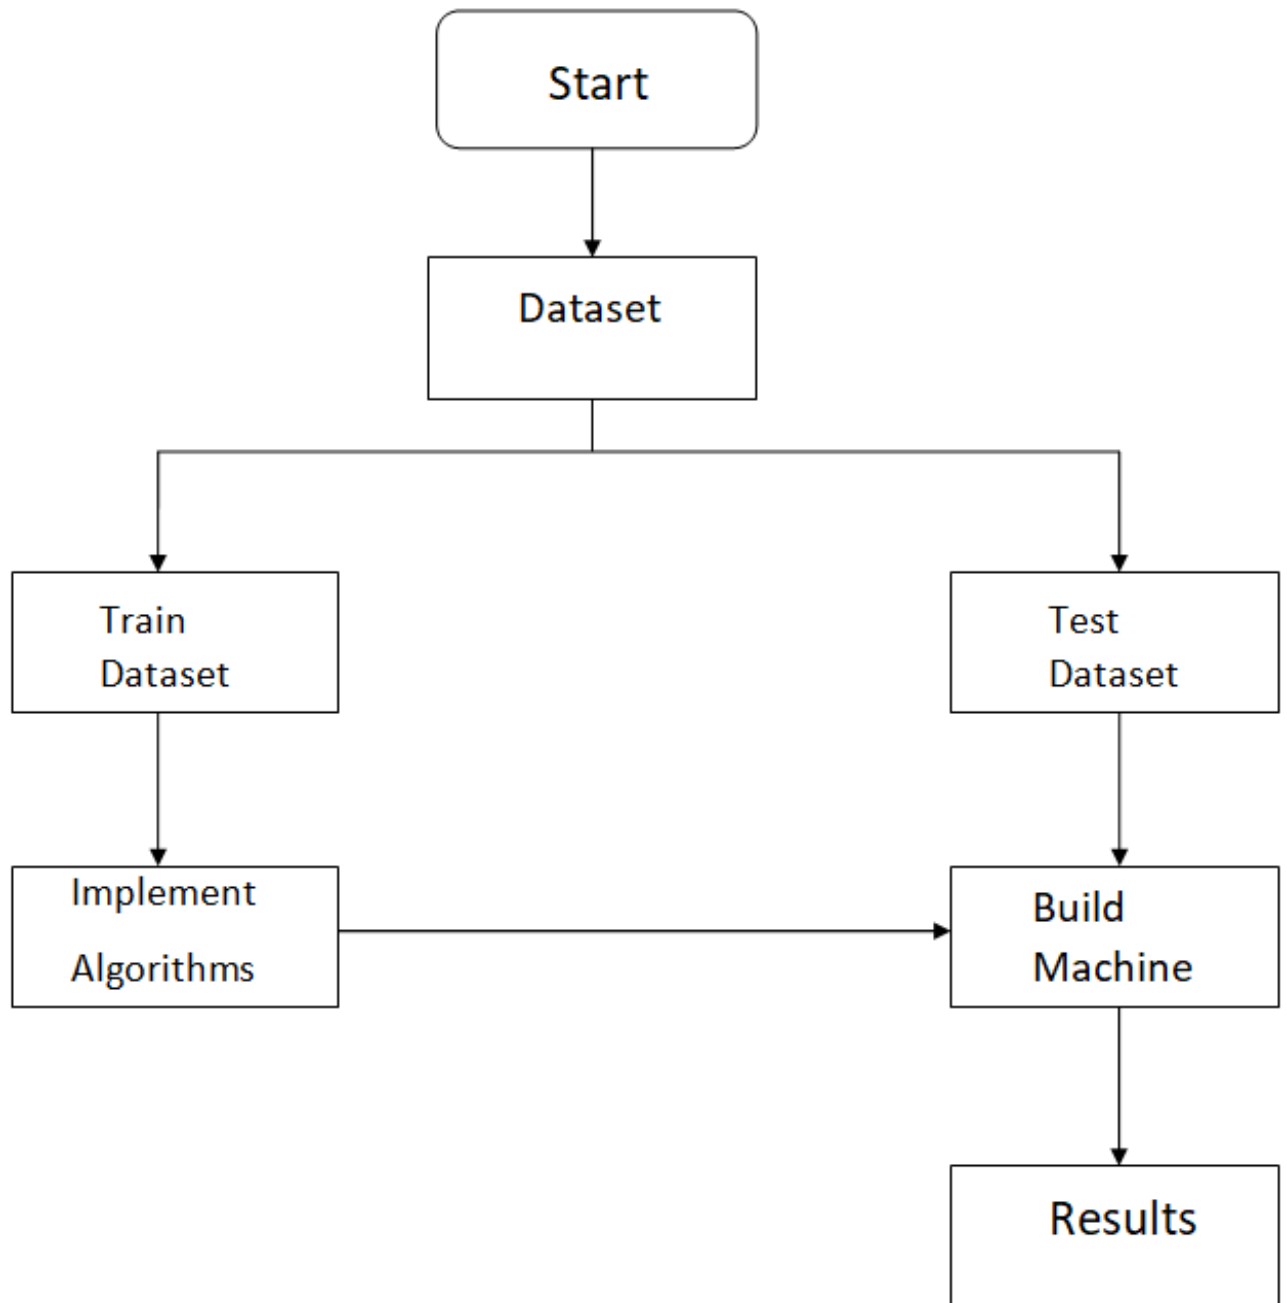 Start
Dataset
Train
Dataset
Test
Dataset
Implement
Algorithms
Build
Machine
Results